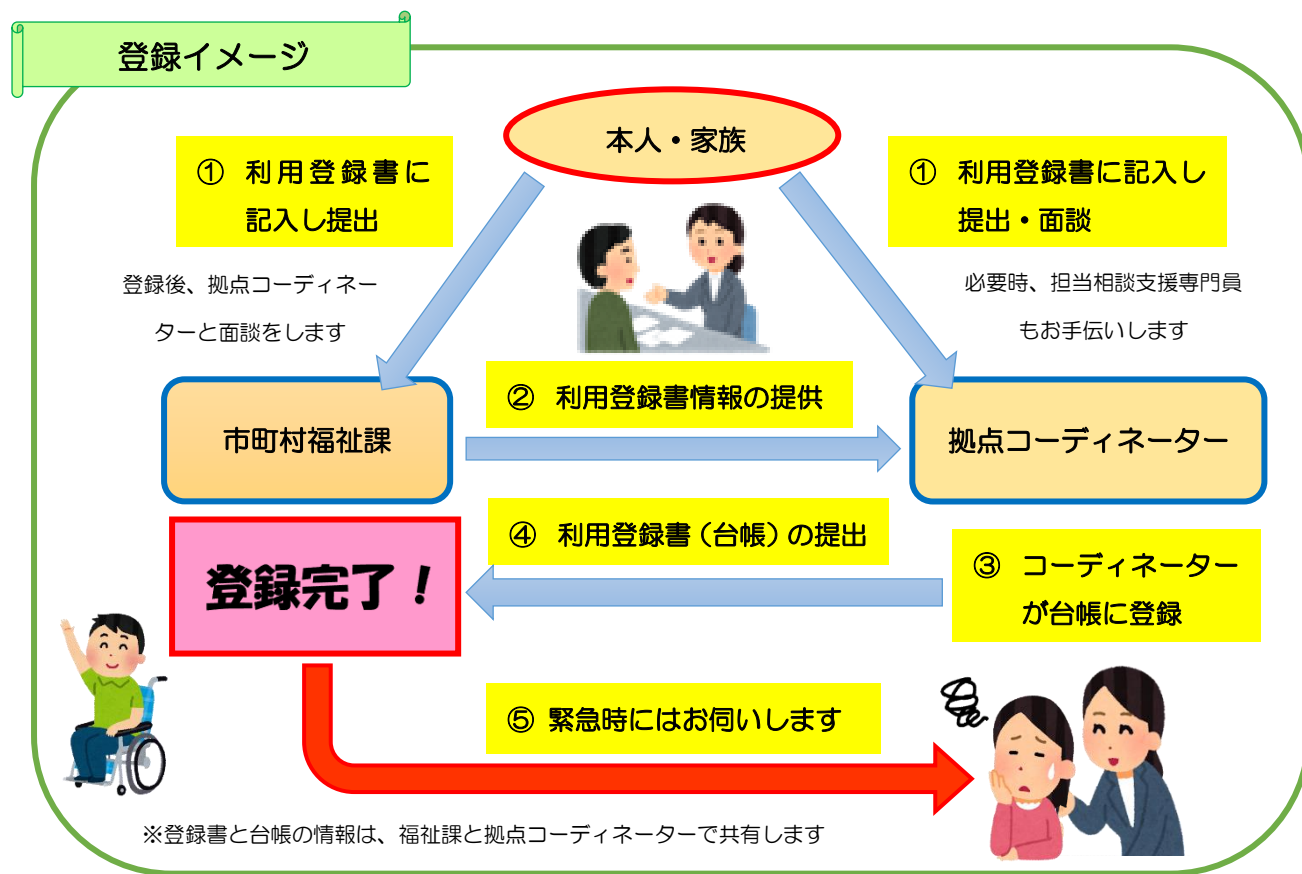 登録イメージ
本人・家族
① 利用登録書に
記入し提出
① 利用登録書に記入し
提出・面談
登録後、拠点コーディネー
ターと面談をします
必要時、担当相談支援専門員
もお手伝いします
② 利用登録書情報の提供
市町村福祉課
拠点コーディネーター
④ 利用登録書（台帳）の提出
登録完了！
③ コーディネーター
が台帳に登録
⑤ 緊急時にはお伺いします
※登録書と台帳の情報は、福祉課と拠点コーディネーターで共有します